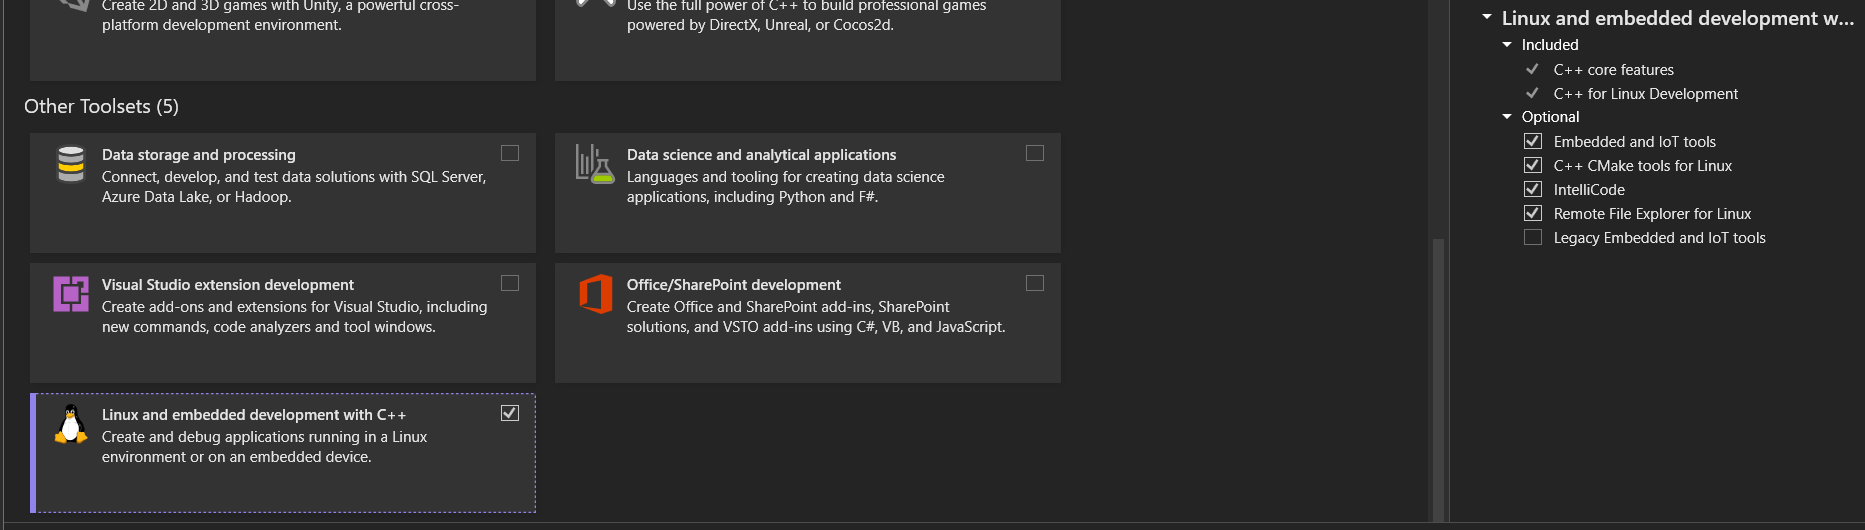 Create 2D and 3D games with Unity, a powerful cross-
platform development environment.
Use the full power of C++ to build professional games
powered by DirectX, Unreal, or Cocos2d.
Other Toolsets (5)
Data storage and processing
Connect, develop, and test data solutions with SQL Server,
Azure Data Lake, or Hadoop.
Data science and analytical applications
Languages and tooling for creating data science
applications, including Python and F#.
Visual Studio extension development
Create add-ons and extensions for Visual Studio, including
new commands, code analyzers and tool windows.
Office/SharePoint development
Create Office and SharePoint add-ins, SharePoint
solutions, and VSTO add-ins using C#, VB, and JavaScript.
Linux and embedded development with C++
Create and debug applications running in a Linux
environment or on an embedded device.
Linux and embedded development w...
Included
C++ core features
C++ for Linux Development
Optional
Embedded and IoT tools
C++ CMake tools for Linux
IntelliCode
Remote File Explorer for Linux
Legacy Embedded and IoT tools